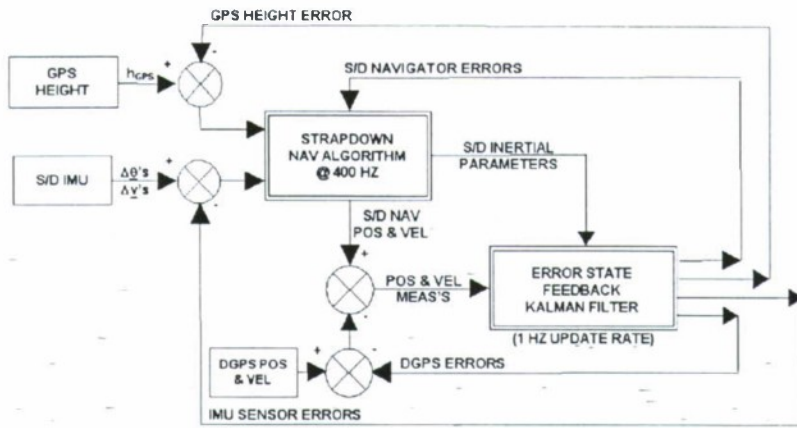 GPS HEIGHT ERROR
S/D NAVIGATOR ERRORS
GPS
HEIGHT
+
hGPS
-
STRAPDOWN
NAV ALGORITHM
@ 400 HZ
S/D INERTIAL
PARAMETERS
S/D IMU
Δθ's
Δv's
+
-
S/D NAV
POS & VEL
+
-
POS & VEL
MEAS'S
ERROR STATE
FEEDBACK
KALMAN FILTER
(1 HZ UPDATE RATE)
DGPS POS
& VEL
+
-
DGPS ERRORS
IMU SENSOR ERRORS